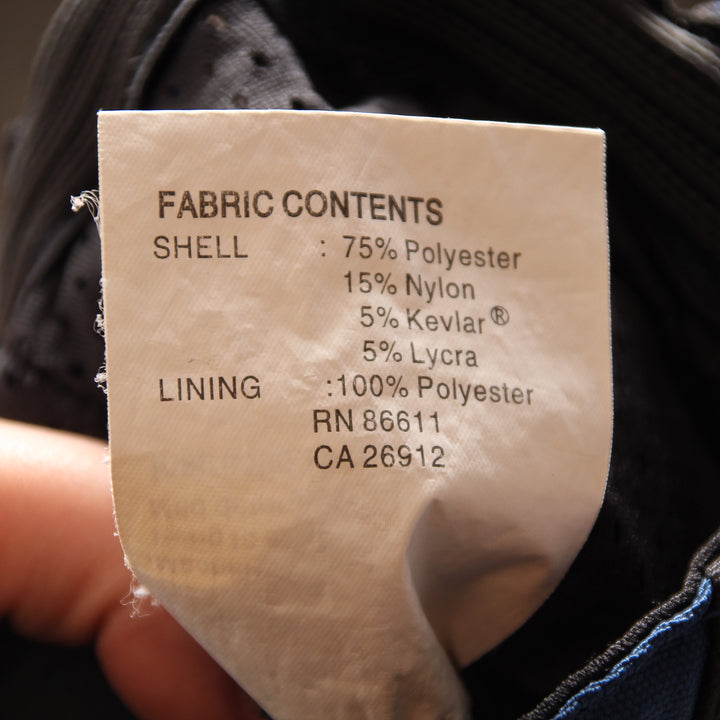 FABRIC CONTENTS
SHELL : 75% Polyester
15% Nylon
5% Kevlar®
5% Lycra
LINING :100% Polyester
RN 86611
CA 26912